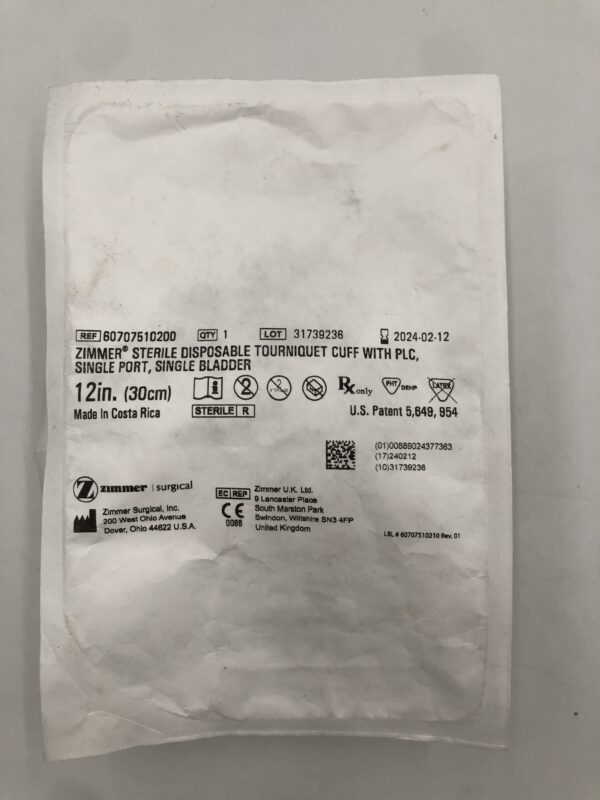 REF 60707510200 QTY 1 LOT 31739236 2024-02-12
ZIMMER® STERILE DISPOSABLE TOURNIQUET CUFF WITH PLC,
SINGLE PORT, SINGLE BLADDER
12in. (30cm) 2 Rx only PHT DEHP LATEX
Made in Costa Rica STERILE R U.S. Patent 5,649, 954
(01)00889024377363
(17)240212
(10)31739236
Z zimmer | surgical
Zimmer Surgical, Inc.
200 West Ohio Avenue
Dover, Ohio 44622 U.S.A.
EC REP Zimmer U.K. Ltd.
9 Lancaster Place
CE South Marston Park
0086 Swindon, Wiltshire SN3 4FP
United Kingdom
LBL # 60707510210 Rev. 01